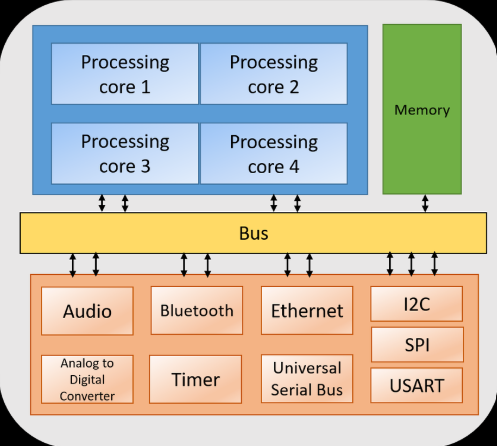 Processing
core 1
Processing
core 2
Memory
Processing
core 3
Processing
core 4
Bus
Audio
Bluetooth
Ethernet
I2C
SPI
Analog to
Digital
Converter
Timer
Universal
Serial Bus
USART